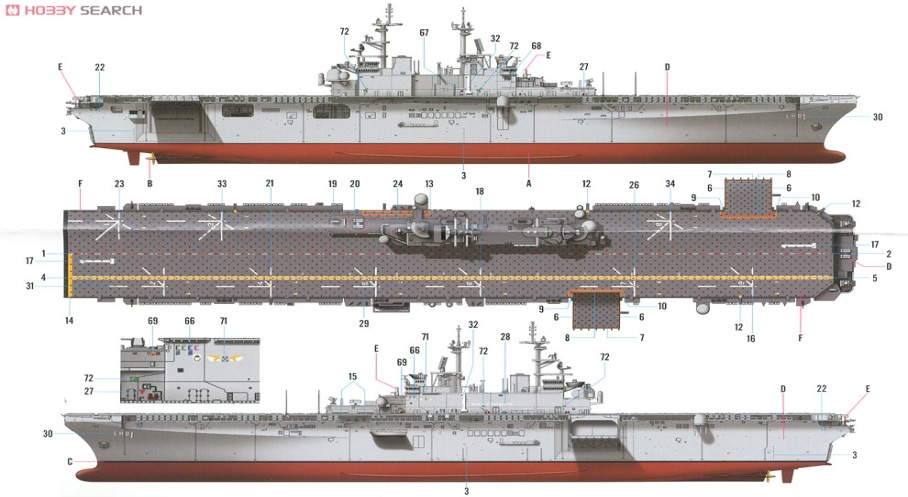 HOBBY SEARCH
72 67 32 72 68 E
E 22 27 D
3 30
B 3 A
7 8
F 23 33 21 19 20 24 13 18 12 26 34 6 6 12
9 10
1 17
17 2
4 D
31 5
14 29 9 10 12 16 F
6 6
8 7
69 66 71 32
E 71 72 28 72
66
69
72 15 D 22 E
27
30 3
C
3